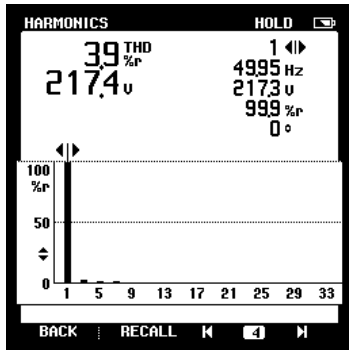 HARMONICS HOLD
3.9 THD %r
217.4 V
1
49.95 Hz
217.3 V
99.9 %r
0 °
100
%r
50
0
1 5 9 13 17 21 25 29 33
BACK RECALL 4